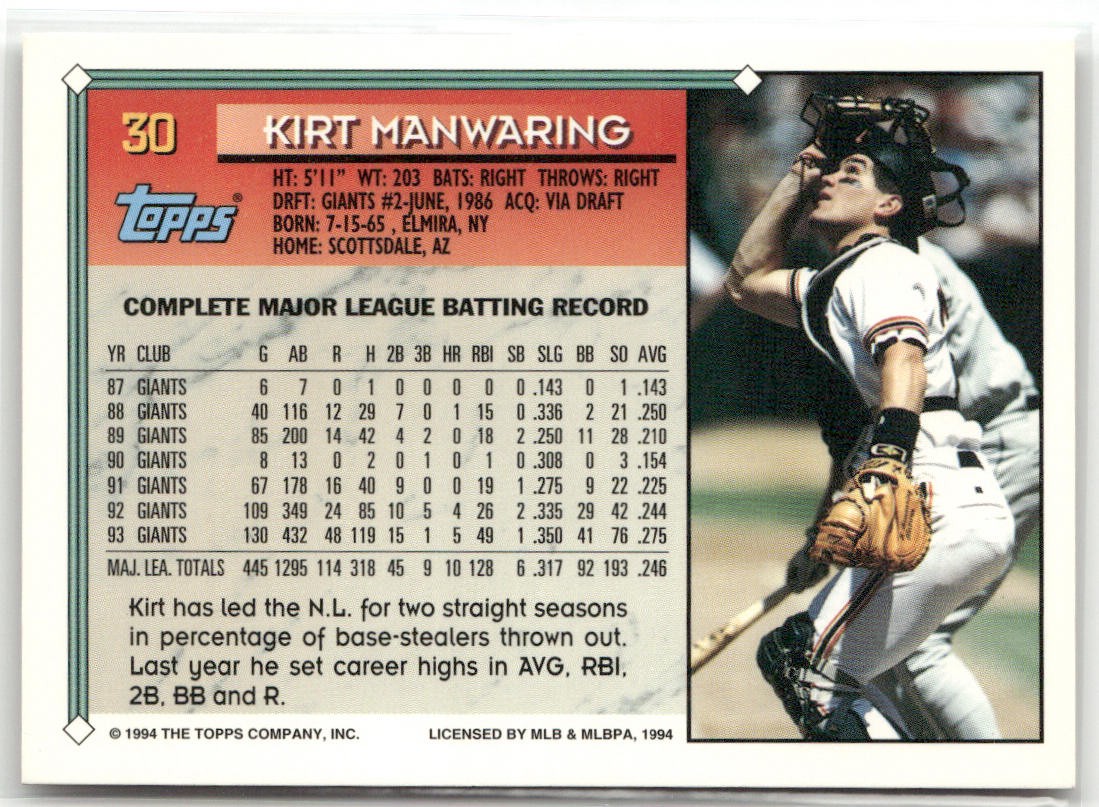 30 KIRT MANWARING
topps®
HT: 5'11" WT: 203 BATS: RIGHT THROWS: RIGHT
DRFT: GIANTS #2-JUNE, 1986 ACQ: VIA DRAFT
BORN: 7-15-65 , ELMIRA, NY
HOME: SCOTTSDALE, AZ
COMPLETE MAJOR LEAGUE BATTING RECORD
YR CLUB G AB R H 2B 3B HR RBI SB SLG BB SO AVG
87 GIANTS 6 7 0 1 0 0 0 0 0 .143 0 1 .143
88 GIANTS 40 116 12 29 7 0 1 15 0 .336 2 21 .250
89 GIANTS 85 200 14 42 4 2 0 18 2 .250 11 28 .210
90 GIANTS 8 13 0 2 0 1 0 1 0 .308 0 3 .154
91 GIANTS 67 178 16 40 9 0 0 19 1 .275 9 22 .225
92 GIANTS 109 349 24 85 10 5 4 26 2 .335 29 42 .244
93 GIANTS 130 432 48 119 15 1 5 49 1 .350 41 76 .275
MAJ. LEA. TOTALS 445 1295 114 318 45 9 10 128 6 .317 92 193 .246
Kirt has led the N.L. for two straight seasons
in percentage of base-stealers thrown out.
Last year he set career highs in AVG, RBI,
2B, BB and R.
© 1994 THE TOPPS COMPANY, INC. LICENSED BY MLB & MLBPA, 1994